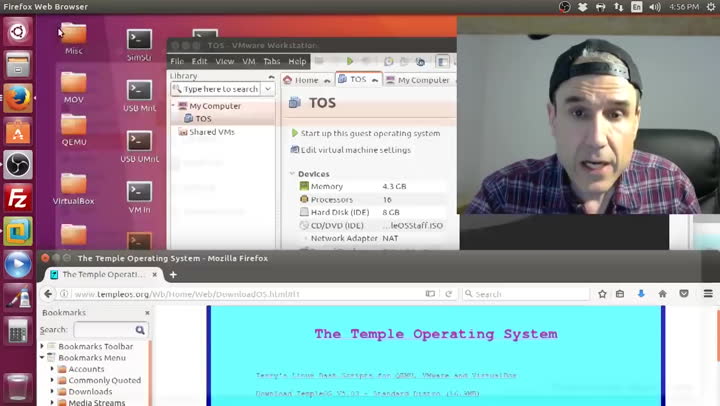 Firefox Web Browser
En
4:56 PM
Misc
SimStr
MOV
USB Mnt
QEMU
USB UMnt
VirtualBox
VM In
TOS - VMware Workstation
File Edit View VM Tabs Help
Library
Type here to search
My Computer
TOS
Shared VMs
Home
TOS
My Computer
TOS
Start up this guest operating system
Edit virtual machine settings
Devices
Memory 4.3 GB
Processors 16
Hard Disk (IDE) 8 GB
CD/DVD (IDE) ...leOSStaff.ISO
Network Adapter NAT
The Temple Operating System - Mozilla Firefox
The Temple Operati...
www.templeos.org/Wb/Home/Web/DownloadOS.html#l1
Search
Bookmarks
Search:
Bookmarks Toolbar
Bookmarks Menu
Accounts
Commonly Quoted
Downloads
Media Streams
The Temple Operating System
Terry's Linux Bash Scripts for QEMU, VMware and VirtualBox
Download TempleOS V5.03 - Standard Distro (16.9MB)